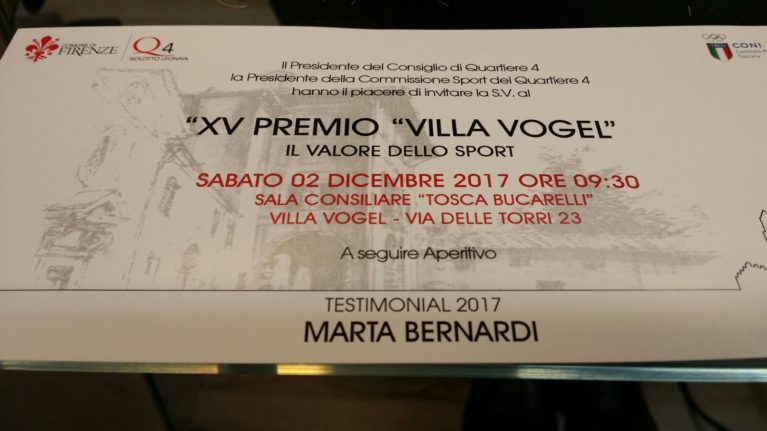 COMUNE DI
FIRENZE
Q4
ISOLOTTO LEGNAIA
CONI
Toscana
Il Presidente del Consiglio di Quartiere 4
la Presidente della Commissione Sport del Quartiere 4
hanno il piacere di invitare la S.V. al
"XV PREMIO "VILLA VOGEL"
IL VALORE DELLO SPORT
SABATO 02 DICEMBRE 2017 ORE 09:30
SALA CONSILIARE "TOSCA BUCARELLI"
VILLA VOGEL - VIA DELLE TORRI 23
A seguire Aperitivo
TESTIMONIAL 2017
MARTA BERNARDI